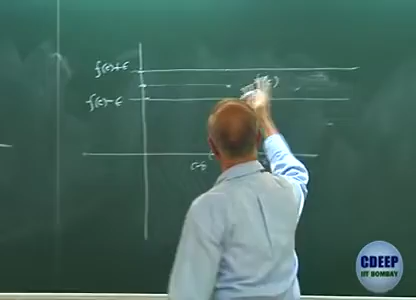 f(c)+ε
f(c)-ε
c-δ
CDEEP
IIT BOMBAY